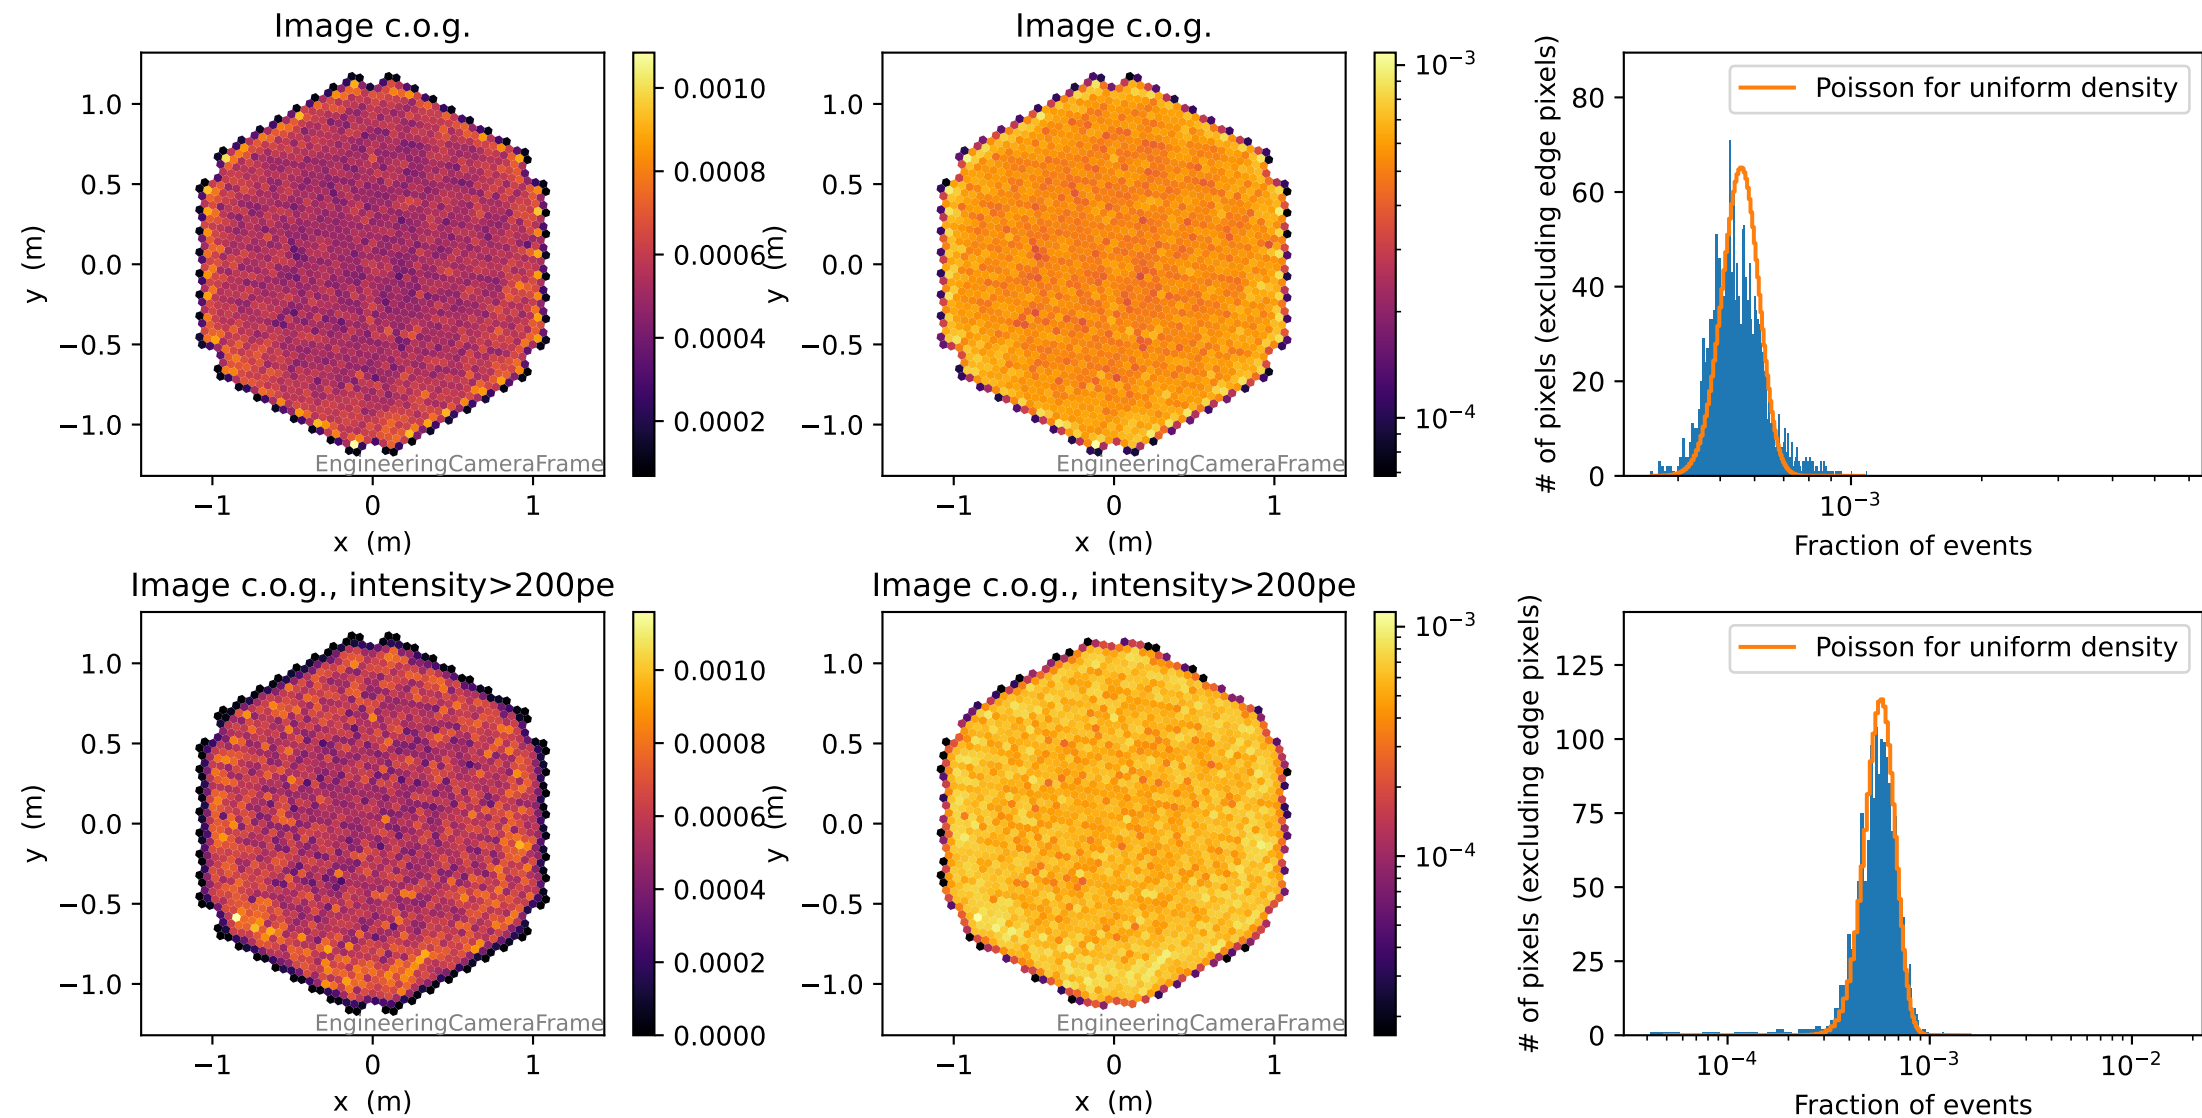 Image c.o.g.
1.0
0.5
0.0
−0.5
−1.0
y (m)
−1
0
1
x (m)
EngineeringCameraFrame
0.0010
0.0008
0.0006
0.0004
0.0002
Image c.o.g.
1.0
0.5
0.0
−0.5
−1.0
y (m)
−1
0
1
x (m)
EngineeringCameraFrame
10⁻³
10⁻⁴
Poisson for uniform density
80
60
40
20
0
# of pixels (excluding edge pixels)
10⁻³
Fraction of events
Image c.o.g., intensity>200pe
1.0
0.5
0.0
−0.5
−1.0
y (m)
−1
0
1
x (m)
EngineeringCameraFrame
0.0010
0.0008
0.0006
0.0004
0.0002
0.0000
Image c.o.g., intensity>200pe
1.0
0.5
0.0
−0.5
−1.0
y (m)
−1
0
1
x (m)
EngineeringCameraFrame
10⁻³
10⁻⁴
Poisson for uniform density
125
100
75
50
25
0
# of pixels (excluding edge pixels)
10⁻⁴
10⁻³
10⁻²
Fraction of events